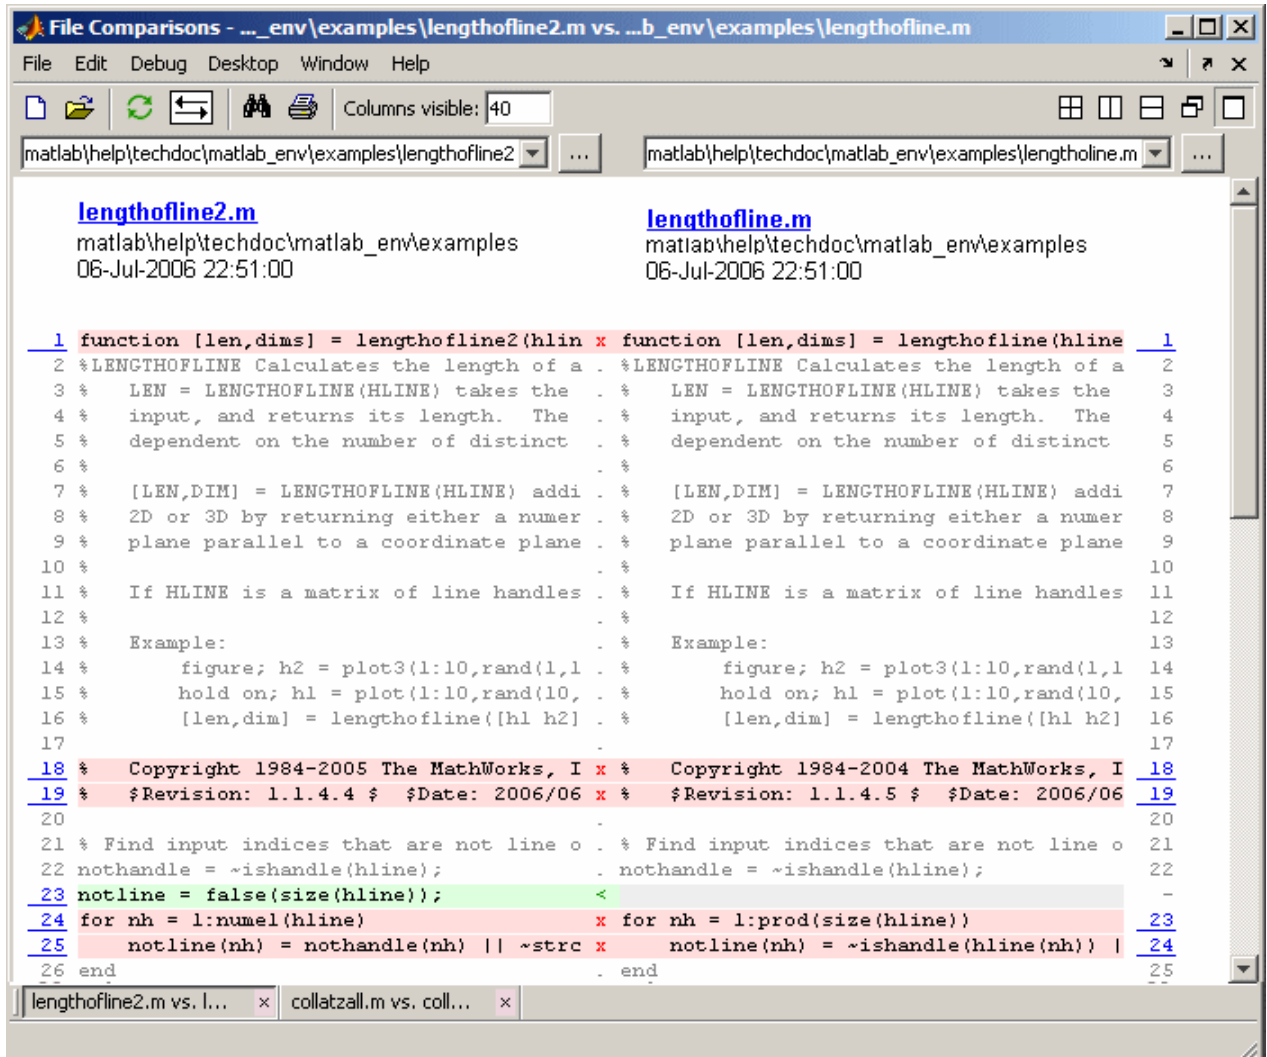 File Comparisons - ..._env\examples\lengthofline2.m vs. ...b_env\examples\lengthofline.m
File Edit Debug Desktop Window Help
Columns visible: 40
matlab\help\techdoc\matlab_env\examples\lengthofline2 ... matlab\help\techdoc\matlab_env\examples\lengtholine.m ...
lengthofline2.m lengthofline.m
matlab\help\techdoc\matlab_env\examples matlab\help\techdoc\matlab_env\examples
06-Jul-2006 22:51:00 06-Jul-2006 22:51:00
1 function [len,dims] = lengthofline2(hlin x function [len,dims] = lengthofline(hline 1
2 %LENGTHOFLINE Calculates the length of a . %LENGTHOFLINE Calculates the length of a 2
3 % LEN = LENGTHOFLINE(HLINE) takes the . % LEN = LENGTHOFLINE(HLINE) takes the 3
4 % input, and returns its length. The . % input, and returns its length. The 4
5 % dependent on the number of distinct . % dependent on the number of distinct 5
6 % . % 6
7 % [LEN,DIM] = LENGTHOFLINE(HLINE) addi . % [LEN,DIM] = LENGTHOFLINE(HLINE) addi 7
8 % 2D or 3D by returning either a numer . % 2D or 3D by returning either a numer 8
9 % plane parallel to a coordinate plane . % plane parallel to a coordinate plane 9
10 % . % 10
11 % If HLINE is a matrix of line handles . % If HLINE is a matrix of line handles 11
12 % . % 12
13 % Example: . % Example: 13
14 % figure; h2 = plot3(1:10,rand(1,1 . % figure; h2 = plot3(1:10,rand(1,1 14
15 % hold on; h1 = plot(1:10,rand(10, . % hold on; h1 = plot(1:10,rand(10, 15
16 % [len,dim] = lengthofline([h1 h2] . % [len,dim] = lengthofline([h1 h2] 16
17 . 17
18 % Copyright 1984-2005 The MathWorks, I x % Copyright 1984-2004 The MathWorks, I 18
19 % $Revision: 1.1.4.4 $ $Date: 2006/06 x % $Revision: 1.1.4.5 $ $Date: 2006/06 19
20 . 20
21 % Find input indices that are not line o . % Find input indices that are not line o 21
22 nothandle = ~ishandle(hline); . nothandle = ~ishandle(hline); 22
23 notline = false(size(hline)); < -
24 for nh = 1:numel(hline) x for nh = 1:prod(size(hline)) 23
25 notline(nh) = nothandle(nh) || ~strc x notline(nh) = ~ishandle(hline(nh)) | 24
26 end . end 25
lengthofline2.m vs. l... × collatzall.m vs. coll... ×